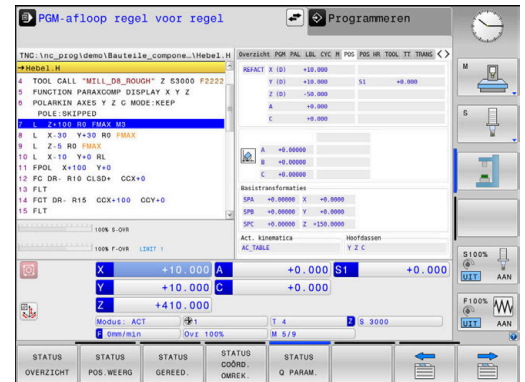 PGM-afloop regel voor regel
Programmeren
TNC:\nc_prog\demo\Bauteile_compone…\Hebel.H
→Hebel.H
4 TOOL CALL "MILL_D8_ROUGH" Z S3000 F2222
5 FUNCTION PARAXCOMP DISPLAY X Y Z
6 POLARKIN AXES Y Z C MODE:KEEP
POLE:SKIPPED
7 L Z+100 R0 FMAX M3
8 L X-30 Y+30 R0 FMAX
9 L Z-5 R0 FMAX
10 L X-10 Y+0 RL
11 FPOL X+100 Y+0
12 FC DR- R10 CLSD+ CCX+0
13 FLT
14 FCT DR- R15 CCX+100 CCY+0
15 FLT
100% S-OVR
100% F-OVR LIMIT 1
Overzicht PGM PAL LBL CYC M POS POS HR TOOL TT TRANS
REFACT X (D) +10.000
Y (D) +10.000 S1 +0.000
Z (D) -50.000
A +0.000
C +0.000
A +0.00000
B +0.00000
C +0.00000
Basistransformaties
SPA +0.00000 X +0.0000
SPB +0.00000 Y +0.0000
SPC +0.00000 Z +150.0000
Act. kinematica Hoofdassen
AC_TABLE Y Z C
X +10.000 A +0.000 S1 +0.000
Y +10.000 C +0.000
Z +410.000
Modus: ACT 1 T 4 Z S 3000
F 0mm/min Ovr 100% M 5/9
M
S
S100%
UIT AAN
F100%
UIT AAN
STATUS OVERZICHT
STATUS POS.WEERG
STATUS GEREED.
STATUS COÖRD. OMREK.
STATUS Q PARAM.